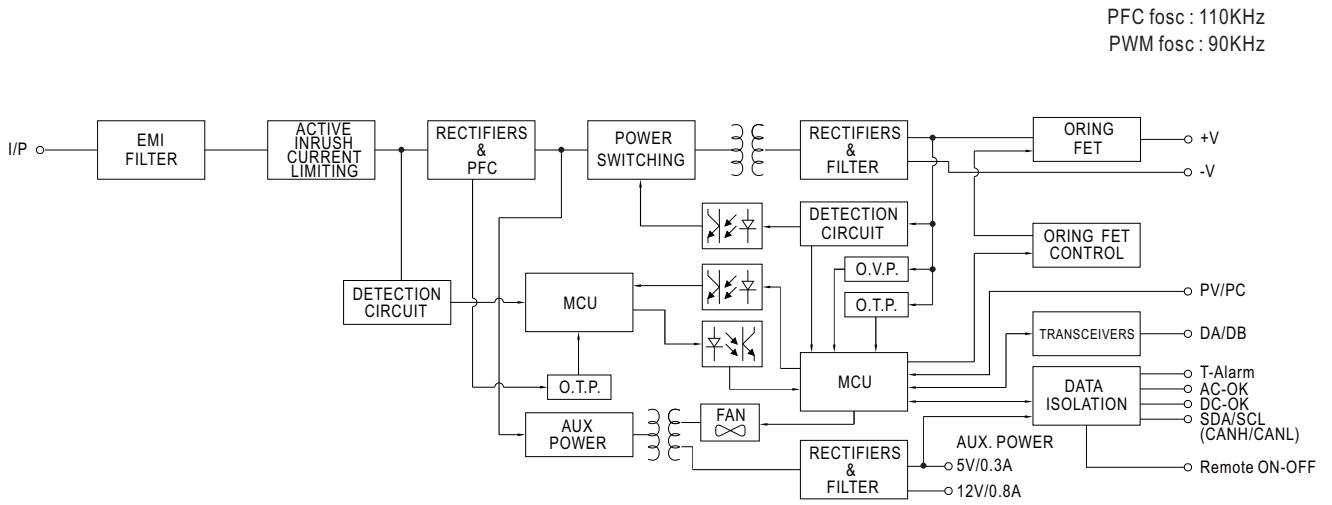 PFC fosc : 110KHz
PWM fosc : 90KHz
I/P
EMI
FILTER
ACTIVE
INRUSH
CURRENT
LIMITING
RECTIFIERS
&
PFC
POWER
SWITCHING
RECTIFIERS
&
FILTER
ORING
FET
+V
-V
DETECTION
CIRCUIT
ORING FET
CONTROL
O.V.P.
O.T.P.
DETECTION
CIRCUIT
MCU
PV/PC
TRANSCEIVERS
DA/DB
MCU
O.T.P.
DATA
ISOLATION
T-Alarm
AC-OK
DC-OK
SDA/SCL
(CANH/CANL)
AUX
POWER
FAN
RECTIFIERS
&
FILTER
AUX. POWER
5V/0.3A
12V/0.8A
Remote ON-OFF